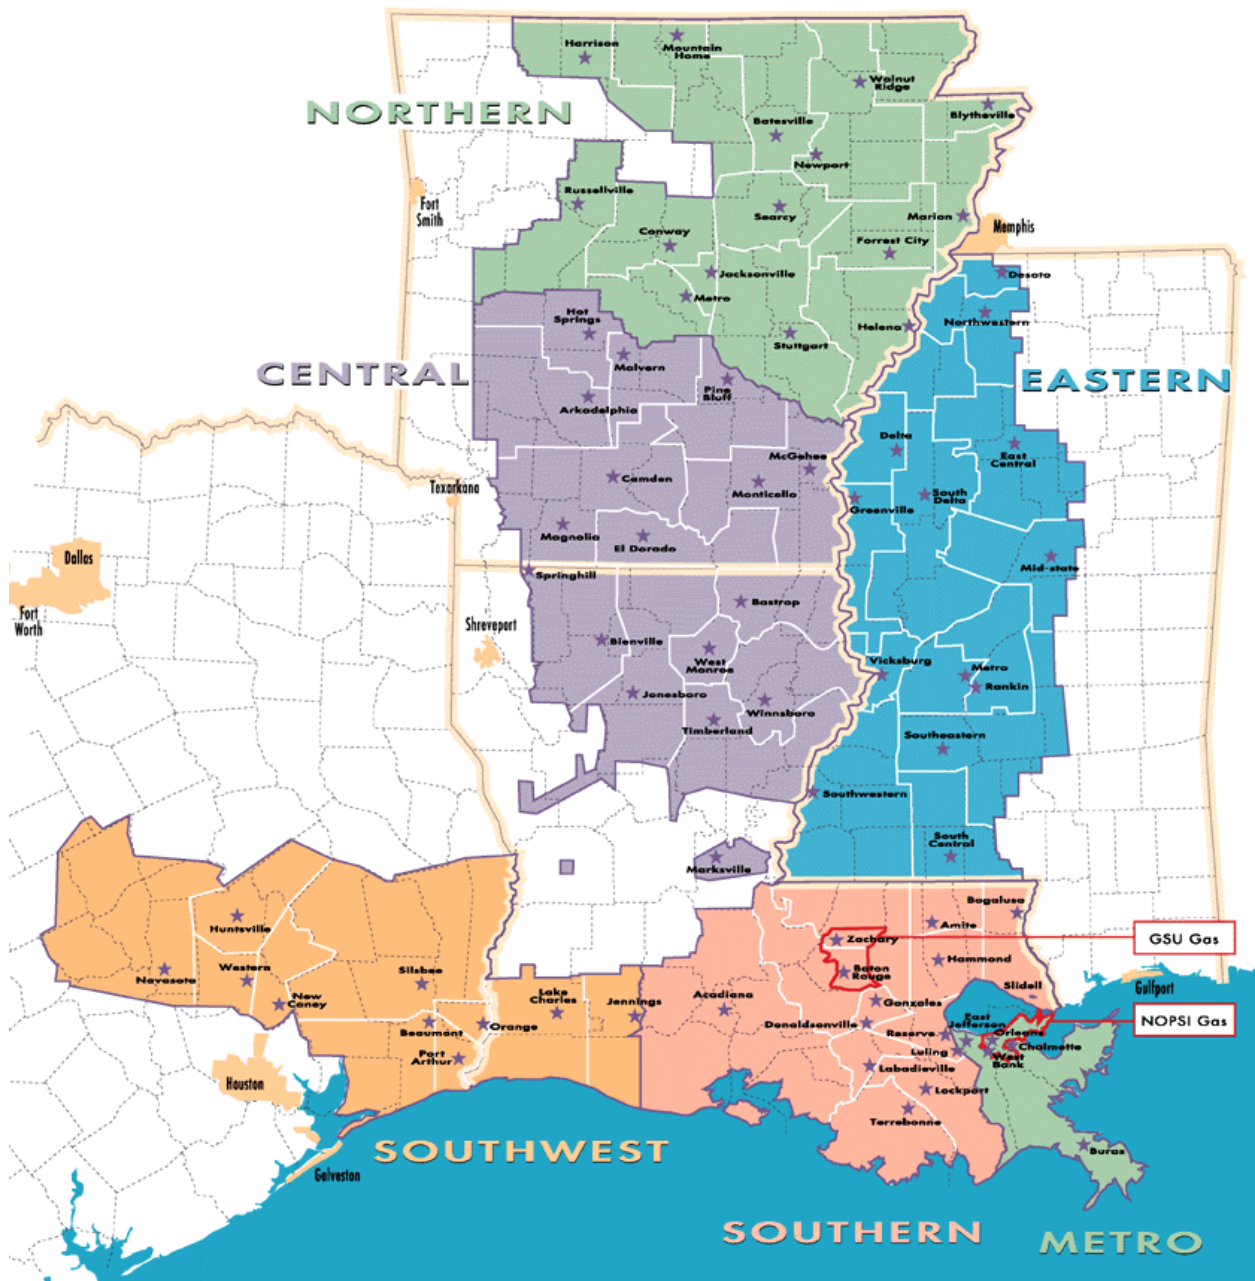 Harrison
Mountain
Home
Walnut
Ridge
NORTHERN
Blytheville
Batesville
Newport
Russellville
Fort
Smith
Searcy
Marion
Memphis
Conway
Forrest City
Jacksonville
Desoto
Metro
Hot
Springs
Helena
Northwestern
Stuttgart
CENTRAL
Malvern
EASTERN
Pine
Bluff
Arkadelphia
Delta
East
Central
McGehee
Texarkana
Camden
Monticello
South
Delta
Greenville
Magnolia
El Dorado
Dallas
Mid-state
Springhill
Fort
Worth
Bastrop
Shreveport
Bienville
West
Monroe
Vicksburg
Metro
Rankin
Jonesboro
Winnsboro
Timberland
Southeastern
Southwestern
South
Central
Marksville
Bogalusa
Amite
Huntsville
Zachary
GSU Gas
Hammond
Western
Silsbee
Baton
Rouge
Navasota
Slidell
Gulfport
Lake
Charles
Jennings
Acadiana
New
Caney
Gonzales
East
Jefferson
NOPSI Gas
Orange
Donaldsonville
Beaumont
Reserve
Orleans
Chalmette
Luling
West
Bank
Port
Arthur
Labadieville
Houston
Lockport
Terrebonne
SOUTHWEST
Buras
Galveston
SOUTHERN
METRO